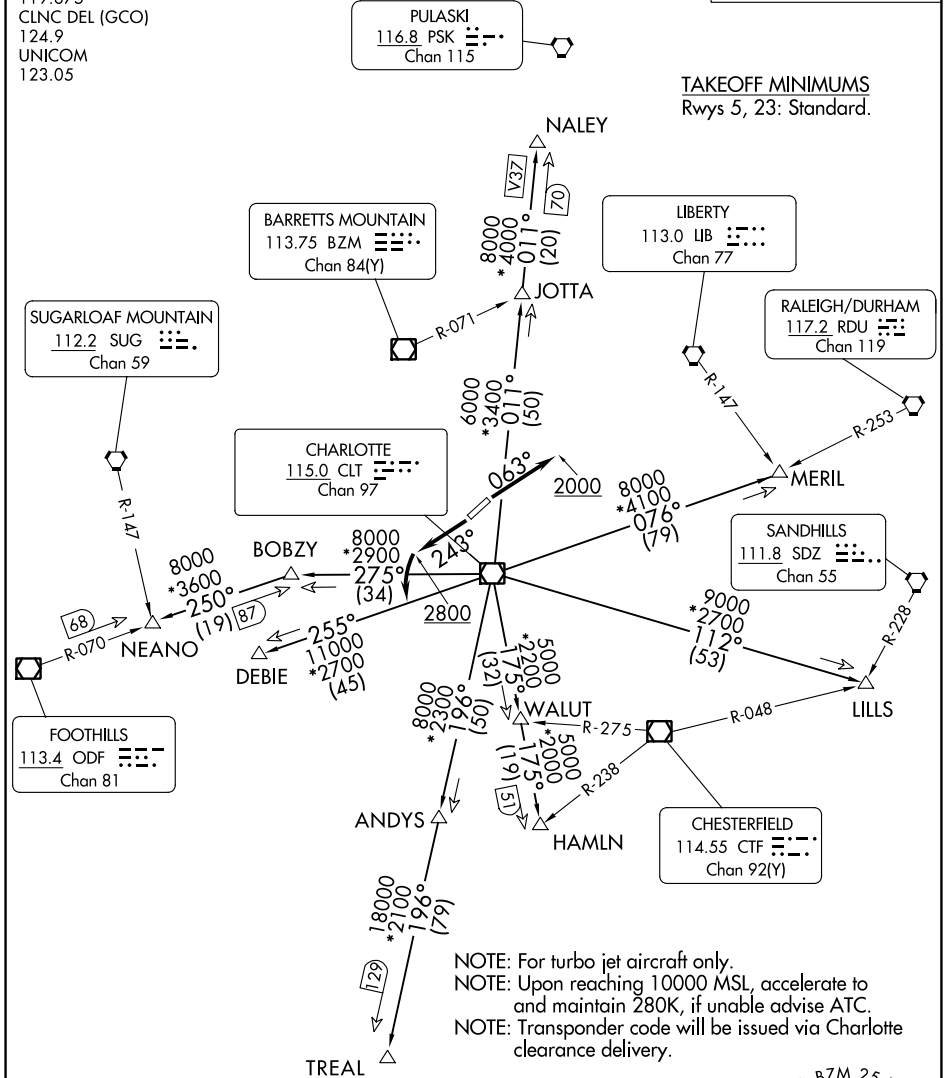 CLNC DEL (GCO)
124.9
UNICOM
123.05
PULASKI
116.8 PSK
Chan 115
TAKEOFF MINIMUMS
Rwys 5, 23: Standard.
NALEY
V37
70
8000
*4000
011°
(20)
BARRETTS MOUNTAIN
113.75 BZM
Chan 84(Y)
LIBERTY
113.0 LIB
Chan 77
JOTTA
R-071
RALEIGH/DURHAM
117.2 RDU
Chan 119
SUGARLOAF MOUNTAIN
112.2 SUG
Chan 59
R-147
R-253
6000
*3400
011°
(50)
CHARLOTTE
115.0 CLT
Chan 97
063°
2000
MERIL
8000
*4100
076°
(79)
R-147
243°
SANDHILLS
111.8 SDZ
Chan 55
BOBZY
8000
*2900
275°
(34)
8000
*3600
250°
(19)
87
2800
68
R-070
NEANO
255°
11000
*2700
(45)
DEBIE
9000
*2700
112°
(53)
R-228
LILLS
8000
*2300
196°
(50)
5000
*2200
175°
(32)
WALUT
R-275
R-048
R-238
5000
*2000
175°
(19)
51
FOOTHILLS
113.4 ODF
Chan 81
ANDYS
HAMLN
CHESTERFIELD
114.55 CTF
Chan 92(Y)
18000
*2100
196°
(79)
129
TREAL
NOTE: For turbo jet aircraft only.
NOTE: Upon reaching 10000 MSL, accelerate to
and maintain 280K, if unable advise ATC.
NOTE: Transponder code will be issued via Charlotte
clearance delivery.
BZM 25